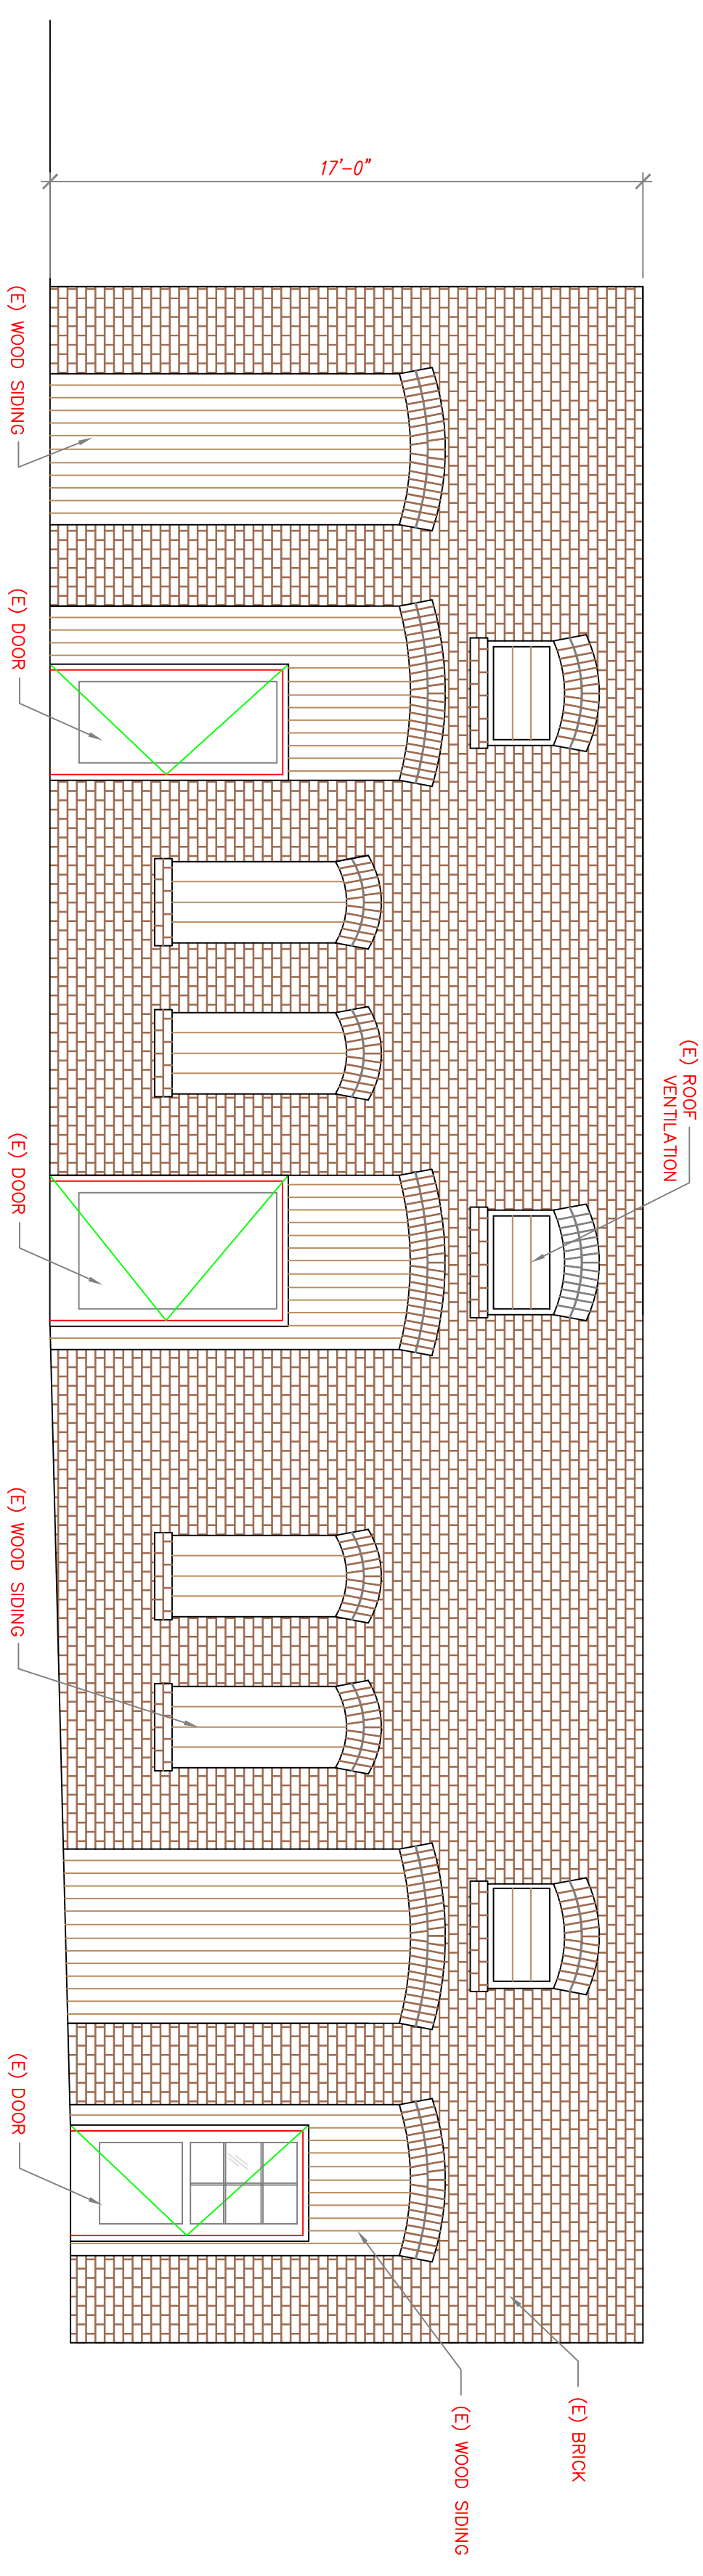 17'-0"
(E) WOOD SIDING
(E) DOOR
(E) ROOF
VENTILATION
(E) DOOR
(E) WOOD SIDING
(E) DOOR
(E) WOOD SIDING
(E) BRICK